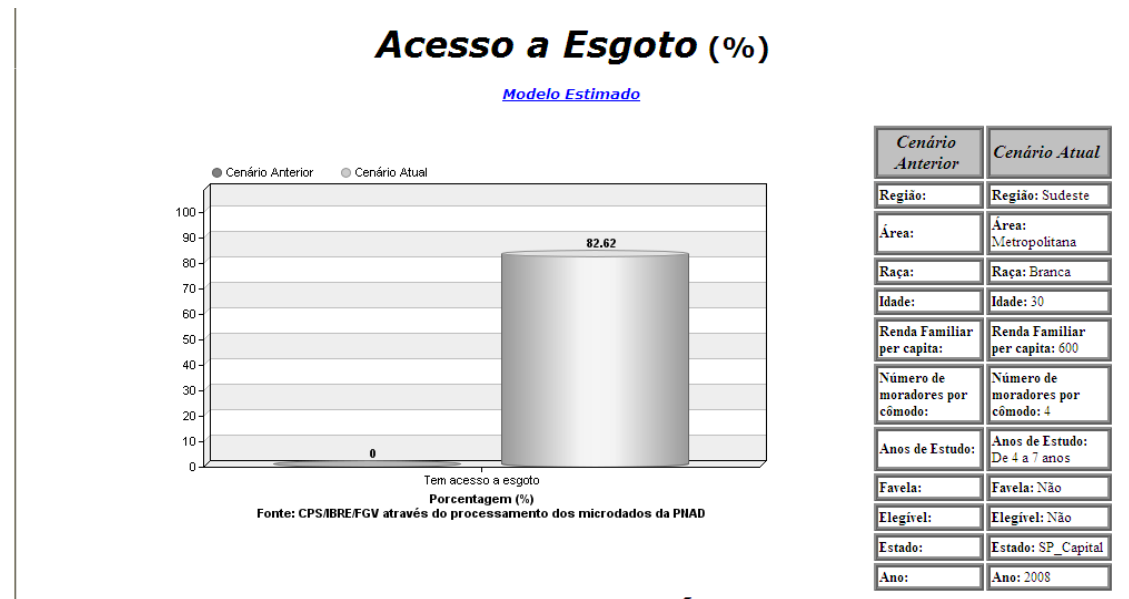 Acesso a Esgoto (%)
Modelo Estimado
Cenário Anterior Cenário Atual
100
90
80
70
60
50
40
30
20
10
0
82.62
0
Tem acesso a esgoto
Porcentagem (%)
Fonte: CPS/IBRE/FGV através do processamento dos microdados da PNAD
Cenário
Anterior
Cenário Atual
Região:
Região: Sudeste
Área:
Área:
Metropolitana
Raça:
Raça: Branca
Idade:
Idade: 30
Renda Familiar
per capita:
Renda Familiar
per capita: 600
Número de
moradores por
cômodo:
Número de
moradores por
cômodo: 4
Anos de Estudo:
Anos de Estudo:
De 4 a 7 anos
Favela:
Favela: Não
Elegível:
Elegível: Não
Estado:
Estado: SP_Capital
Ano:
Ano: 2008